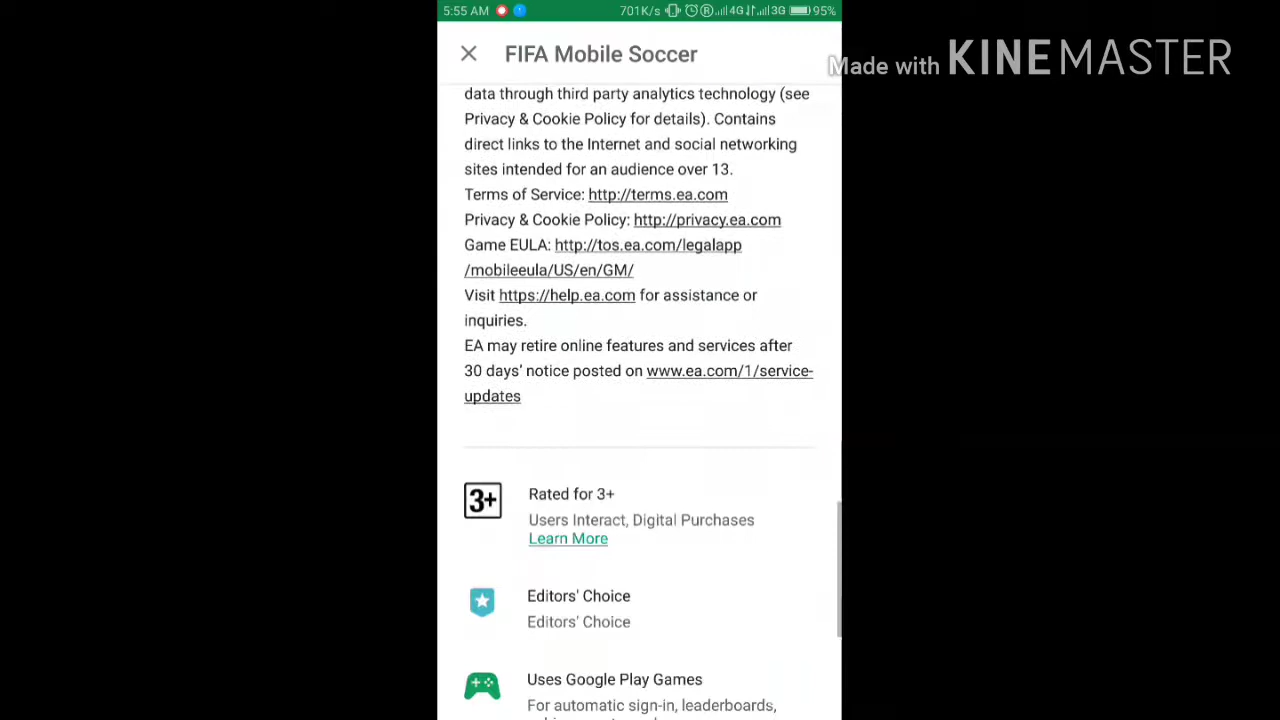 5:55 AM 701K/s R 4G 3G 95%
FIFA Mobile Soccer
Made with KINEMASTER
data through third party analytics technology (see
Privacy & Cookie Policy for details). Contains
direct links to the Internet and social networking
sites intended for an audience over 13.
Terms of Service: http://terms.ea.com
Privacy & Cookie Policy: http://privacy.ea.com
Game EULA: http://tos.ea.com/legalapp
/mobileeula/US/en/GM/
Visit https://help.ea.com for assistance or
inquiries.
EA may retire online features and services after
30 days' notice posted on www.ea.com/1/service-
updates
3+
Rated for 3+
Users Interact, Digital Purchases
Learn More
Editors' Choice
Editors' Choice
Uses Google Play Games
For automatic sign-in, leaderboards,